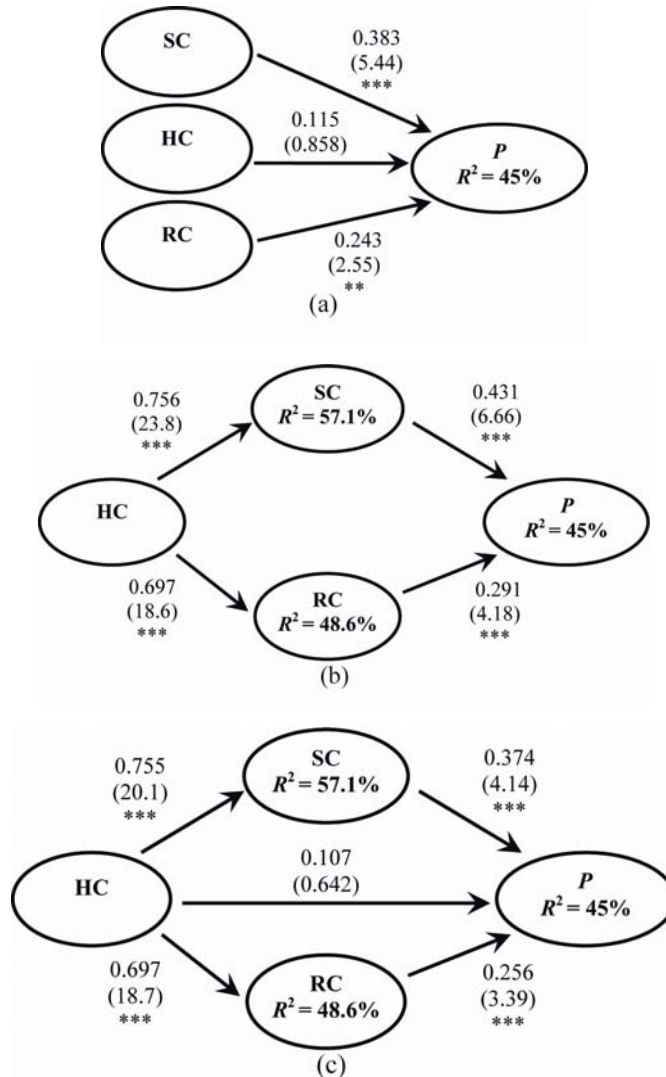 SC
0.383
(5.44)
***
HC
0.115
(0.858)
P
R² = 45%
RC
0.243
(2.55)
**
(a)
0.756
(23.8)
***
SC
R² = 57.1%
0.431
(6.66)
***
HC
P
R² = 45%
0.697
(18.6)
***
RC
R² = 48.6%
0.291
(4.18)
***
(b)
0.755
(20.1)
***
SC
R² = 57.1%
0.374
(4.14)
***
HC
0.107
(0.642)
P
R² = 45%
0.697
(18.7)
***
RC
R² = 48.6%
0.256
(3.39)
***
(c)